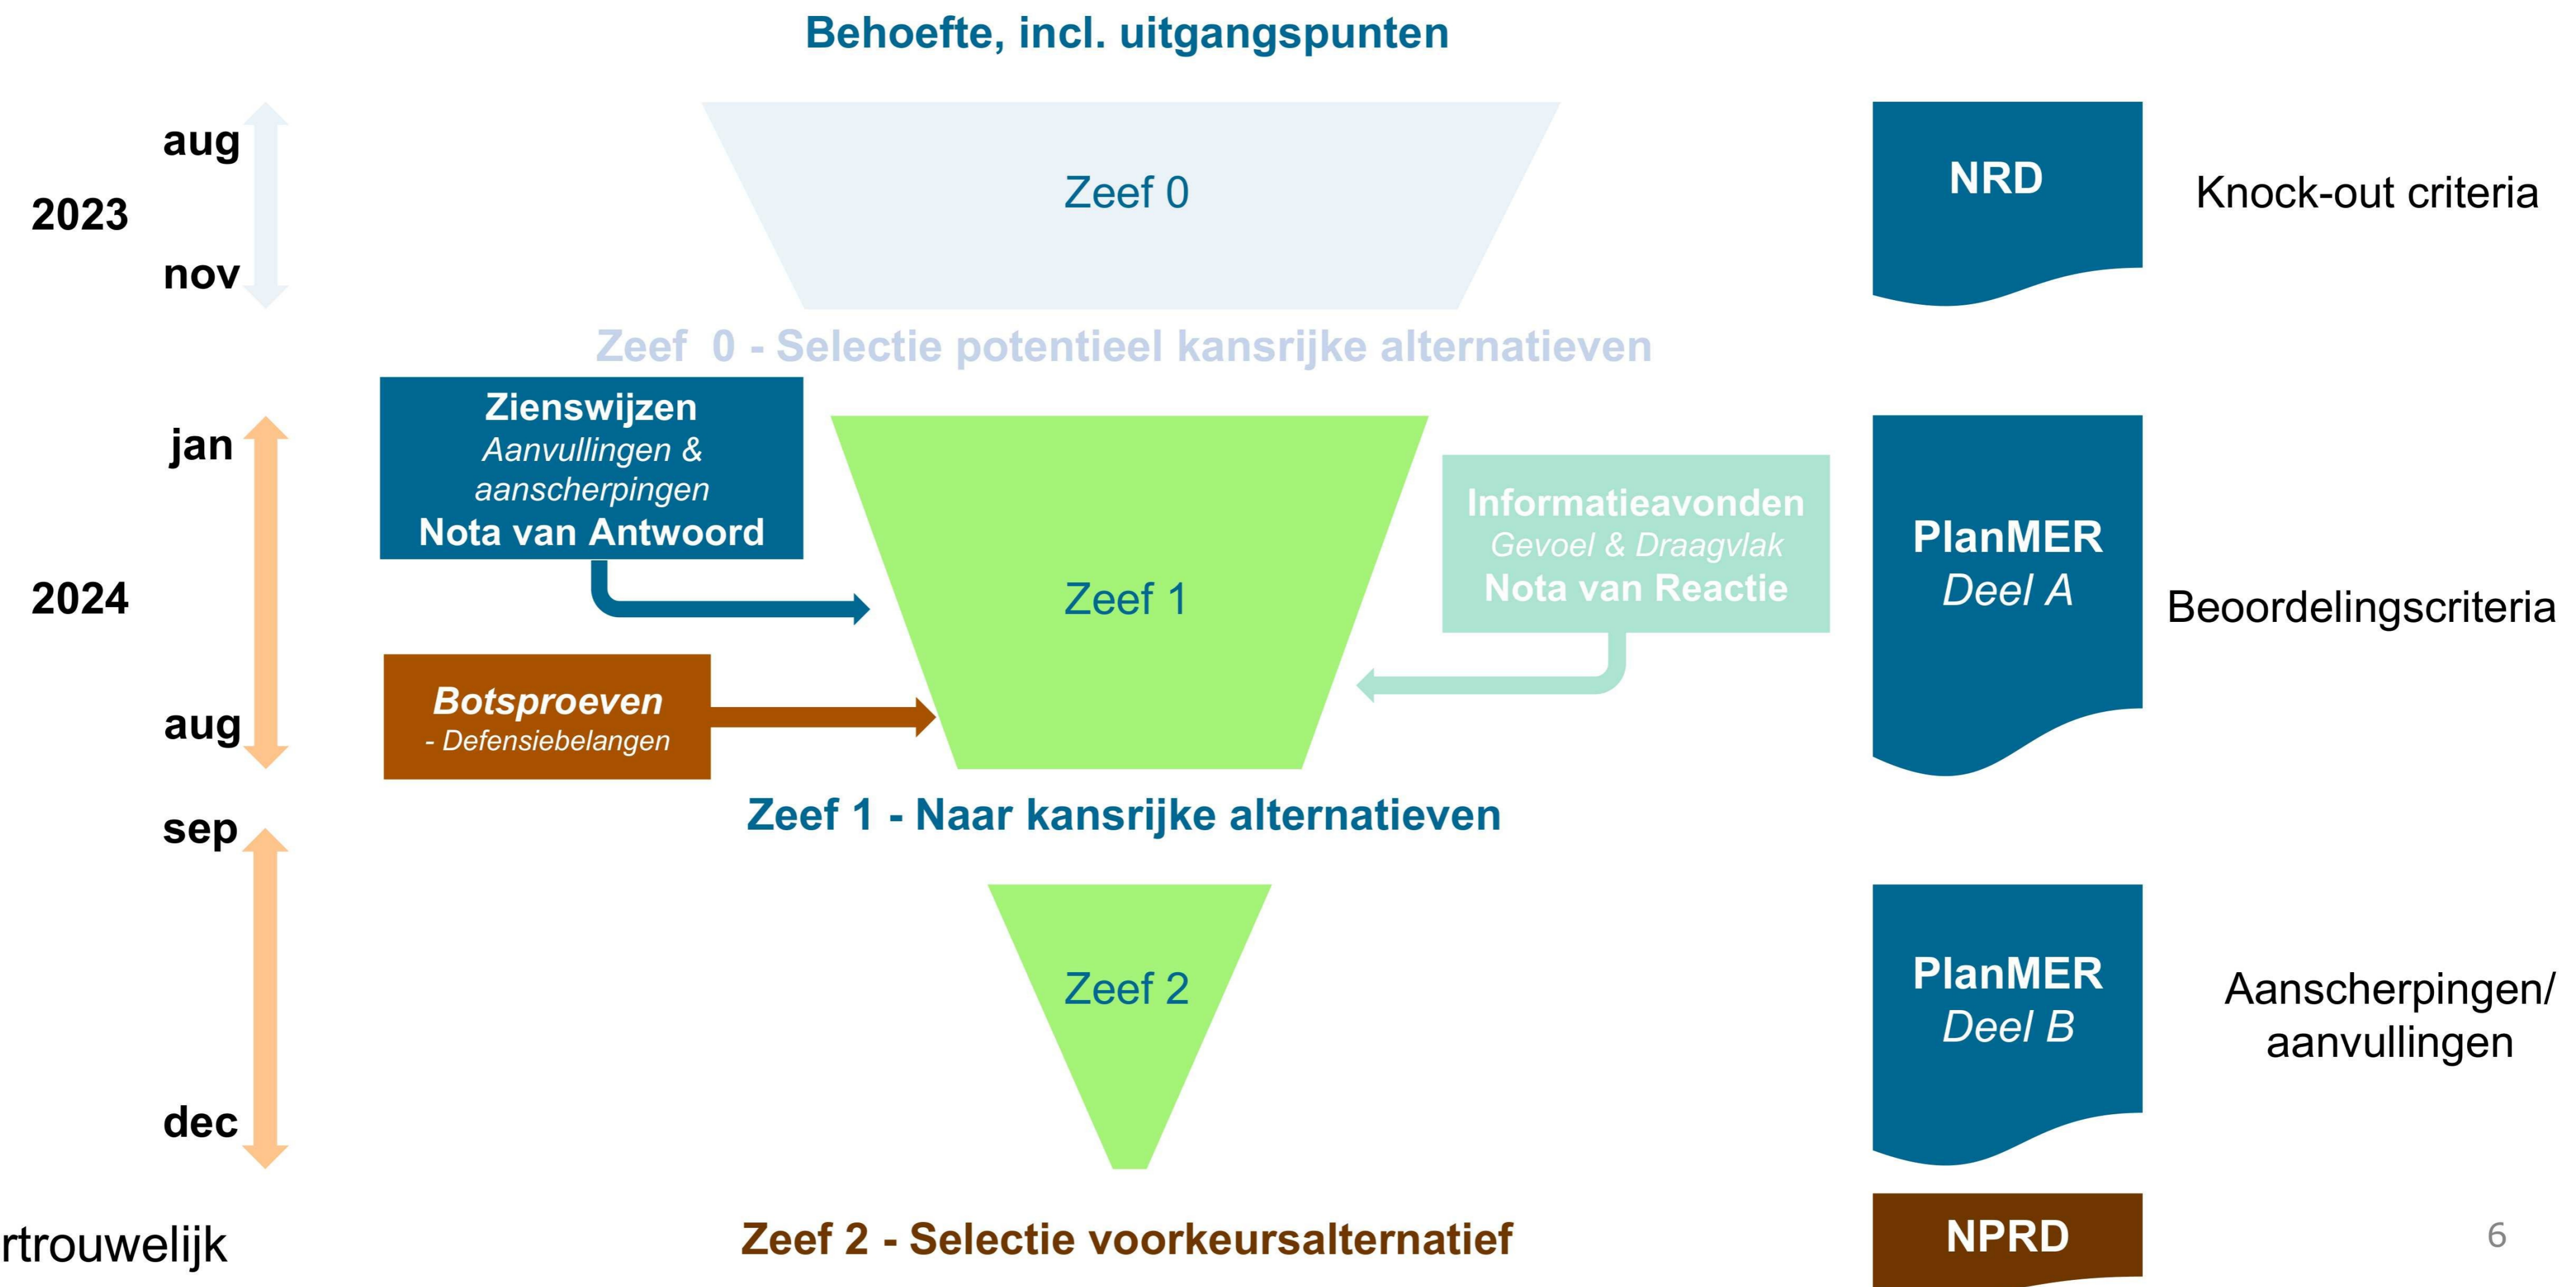 Behoefte, incl. uitgangspunten
aug
2023
nov
Zeef 0
NRD
Knock-out criteria
Zeef 0 - Selectie potentieel kansrijke alternatieven
jan
2024
aug
Zienswijzen
Aanvullingen &
aanscherpingen
Nota van Antwoord
Botsproeven
- Defensiebelangen
Zeef 1
Informatieavonden
Gevoel & Draagvlak
Nota van Reactie
PlanMER
Deel A
Beoordelingscriteria
Zeef 1 - Naar kansrijke alternatieven
sep
dec
Zeef 2
PlanMER
Deel B
Aanscherpingen/
aanvullingen
rtrouwelijk
Zeef 2 - Selectie voorkeursalternatief
NPRD
6